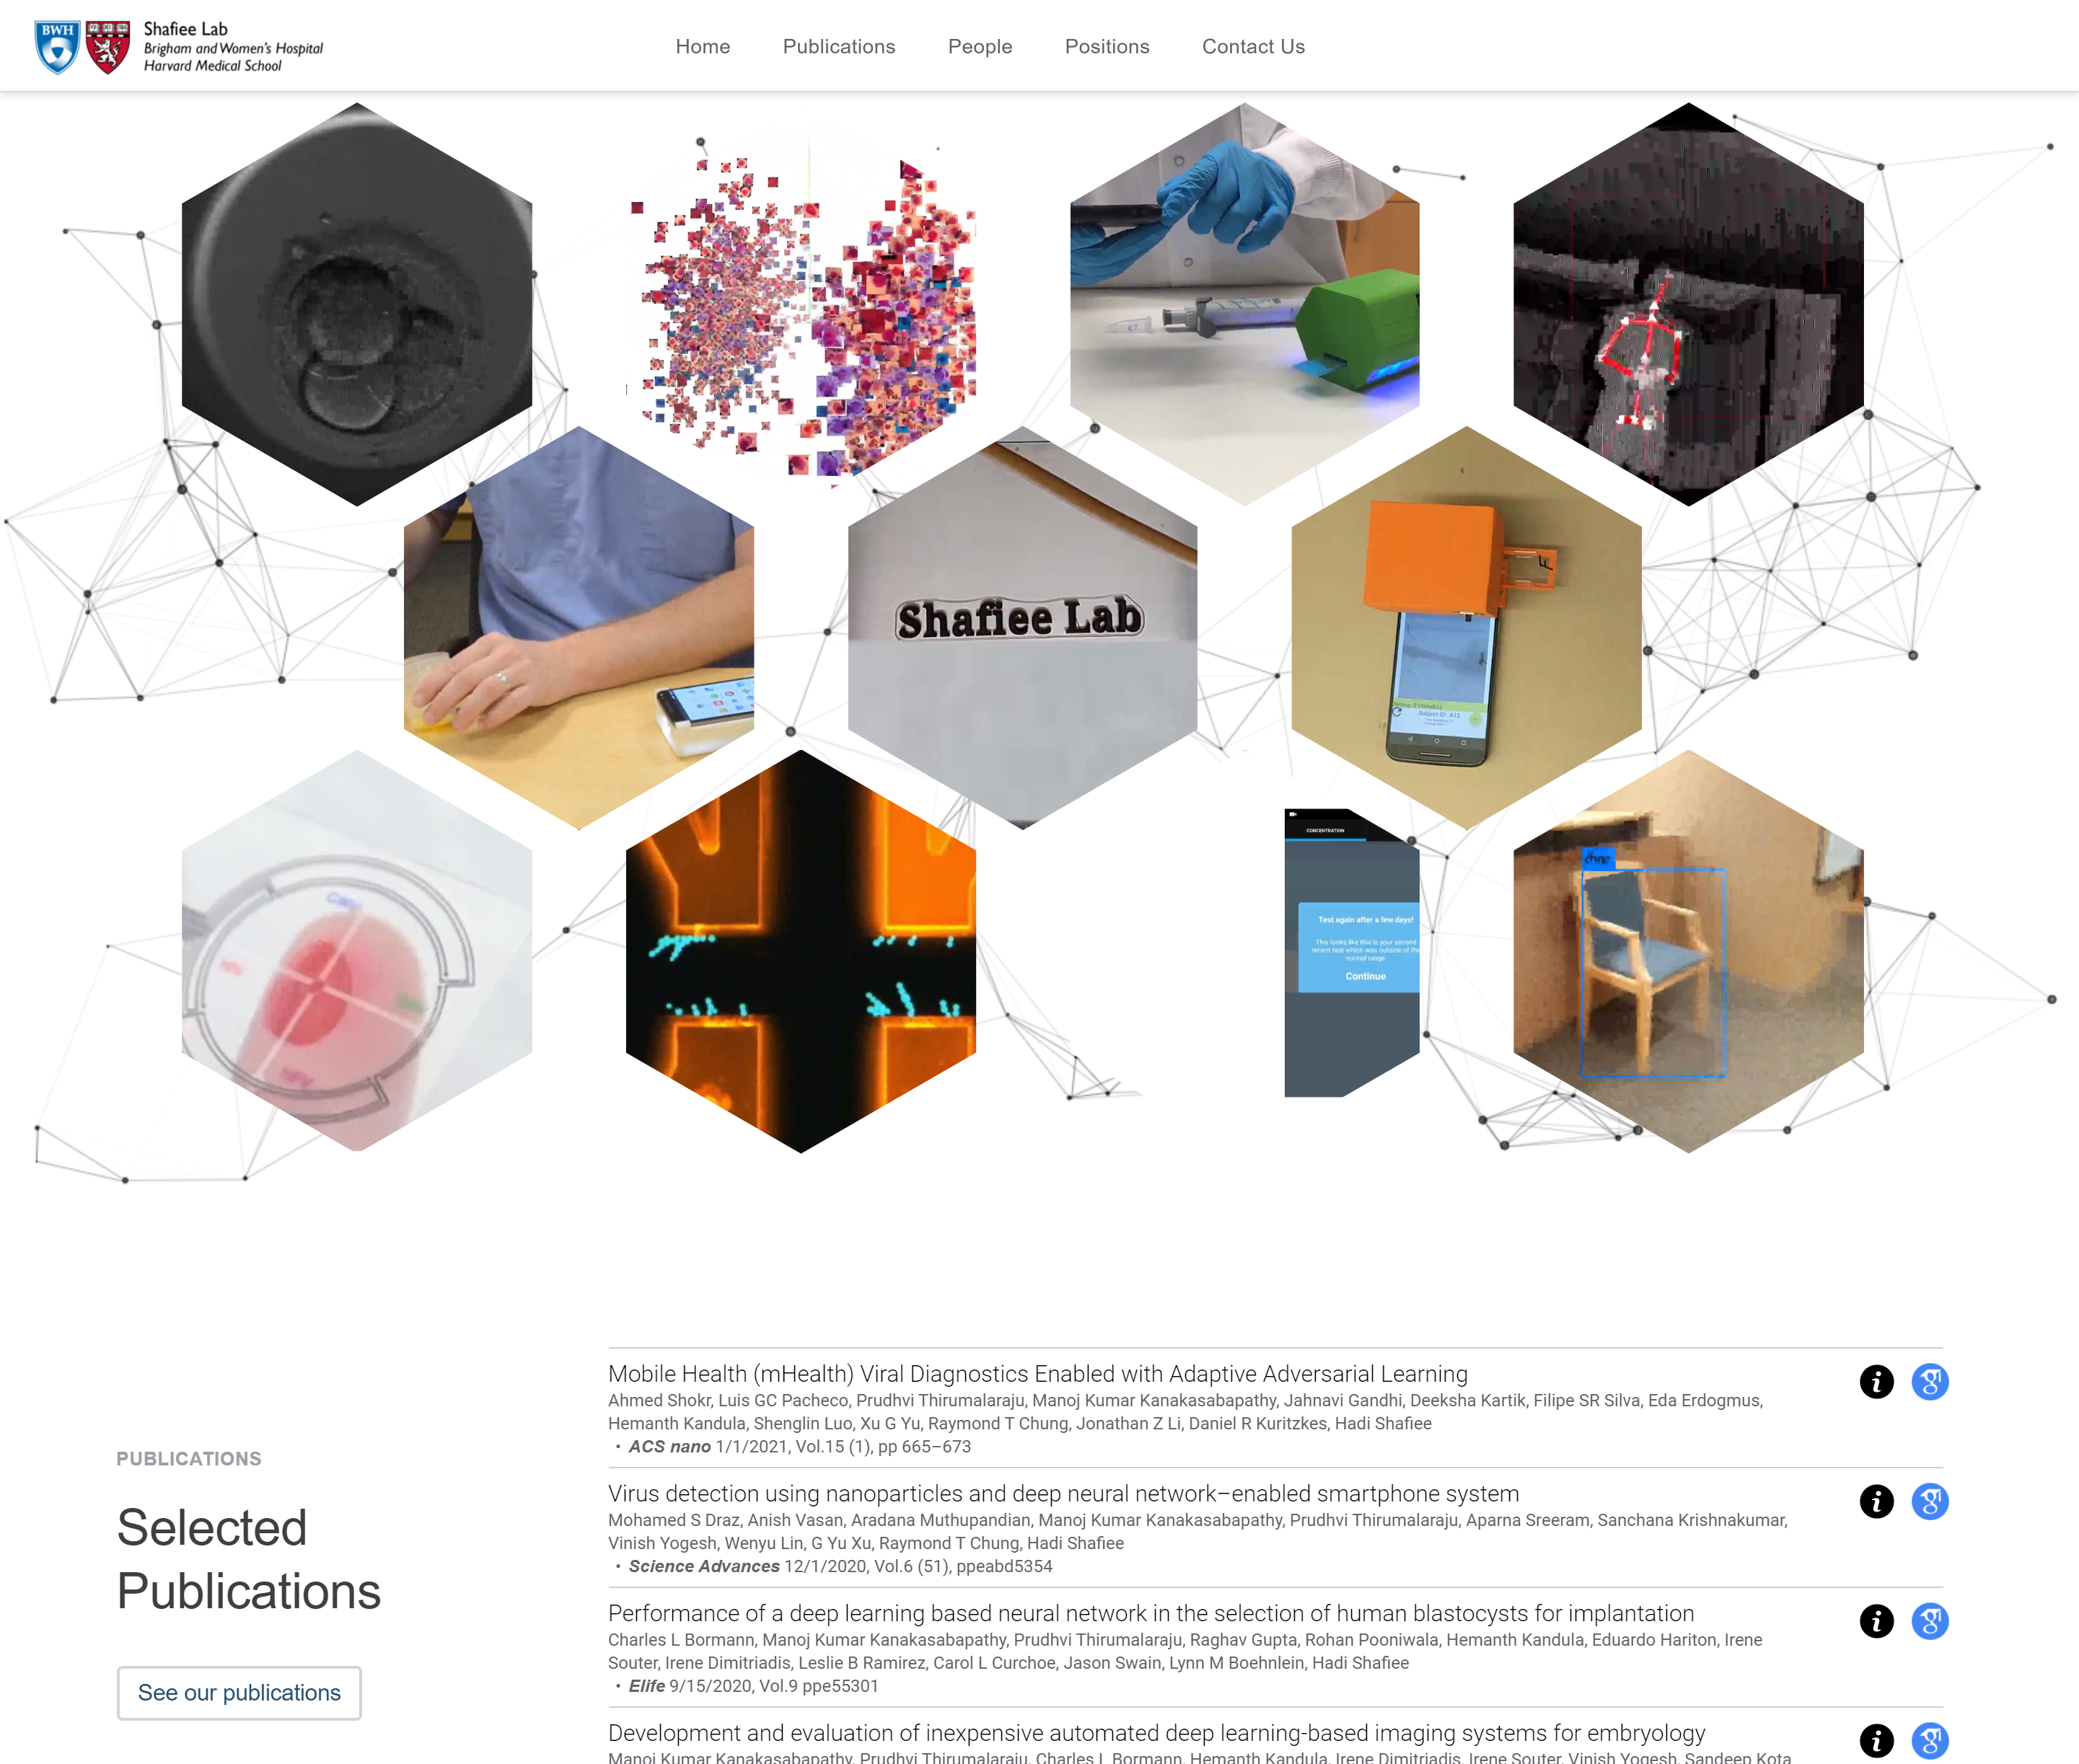 BWH
Shafiee Lab
Brigham and Women's Hospital
Harvard Medical School
Home
Publications
People
Positions
Contact Us
Shafiee Lab
Subject ID: A12
CONCENTRATION
Test again after a few days!
This looks like this is your second
recent test which was outside of the
normal range
Continue
HPV
PUBLICATIONS
Selected
Publications
See our publications
Mobile Health (mHealth) Viral Diagnostics Enabled with Adaptive Adversarial Learning
Ahmed Shokr, Luis GC Pacheco, Prudhvi Thirumalaraju, Manoj Kumar Kanakasabapathy, Jahnavi Gandhi, Deeksha Kartik, Filipe SR Silva, Eda Erdogmus,
Hemanth Kandula, Shenglin Luo, Xu G Yu, Raymond T Chung, Jonathan Z Li, Daniel R Kuritzkes, Hadi Shafiee
• ACS nano 1/1/2021, Vol.15 (1), pp 665–673
Virus detection using nanoparticles and deep neural network–enabled smartphone system
Mohamed S Draz, Anish Vasan, Aradana Muthupandian, Manoj Kumar Kanakasabapathy, Prudhvi Thirumalaraju, Aparna Sreeram, Sanchana Krishnakumar,
Vinish Yogesh, Wenyu Lin, G Yu Xu, Raymond T Chung, Hadi Shafiee
• Science Advances 12/1/2020, Vol.6 (51), ppeabd5354
Performance of a deep learning based neural network in the selection of human blastocysts for implantation
Charles L Bormann, Manoj Kumar Kanakasabapathy, Prudhvi Thirumalaraju, Raghav Gupta, Rohan Pooniwala, Hemanth Kandula, Eduardo Hariton, Irene
Souter, Irene Dimitriadis, Leslie B Ramirez, Carol L Curchoe, Jason Swain, Lynn M Boehnlein, Hadi Shafiee
• Elife 9/15/2020, Vol.9 ppe55301
Development and evaluation of inexpensive automated deep learning-based imaging systems for embryology
Manoj Kumar Kanakasabapathy, Prudhvi Thirumalaraju, Charles L Bormann, Hemanth Kandula, Irene Dimitriadis, Irene Souter, Vinish Yogesh, Sandeep Kota